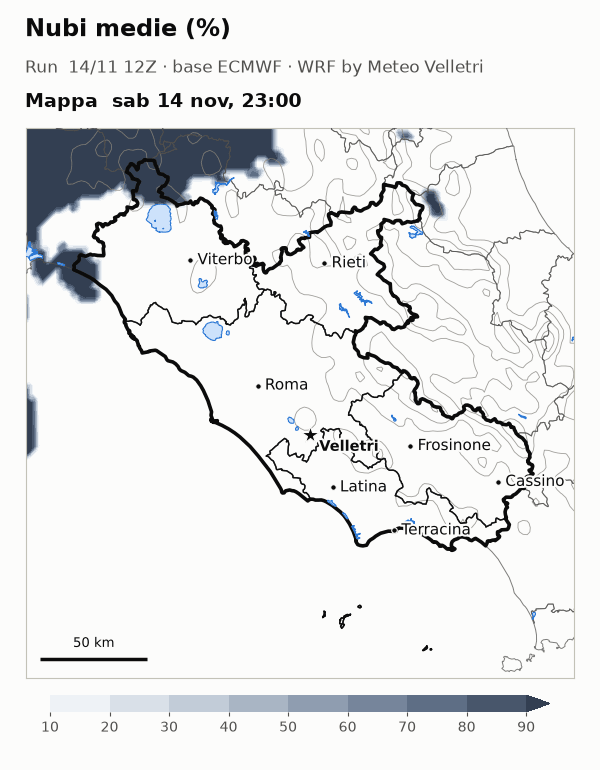 Nubi medie (%)
Run 14/11 12Z · base ECMWF · WRF by Meteo Velletri
Mappa sab 14 nov, 23:00
Viterbo
Rieti
Roma
Velletri
Frosinone
Latina
Cassino
Terracina
50 km
10 20 30 40 50 60 70 80 90